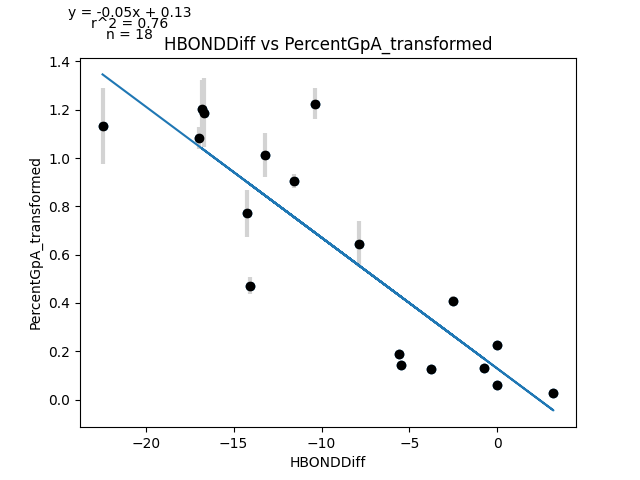 y = -0.05x + 0.13
r^2 = 0.76
n = 18
HBONDDiff vs PercentGpA_transformed
1.4
1.2
1.0
0.8
0.6
0.4
0.2
0.0
PercentGpA_transformed
−20
−15
−10
−5
0
HBONDDiff